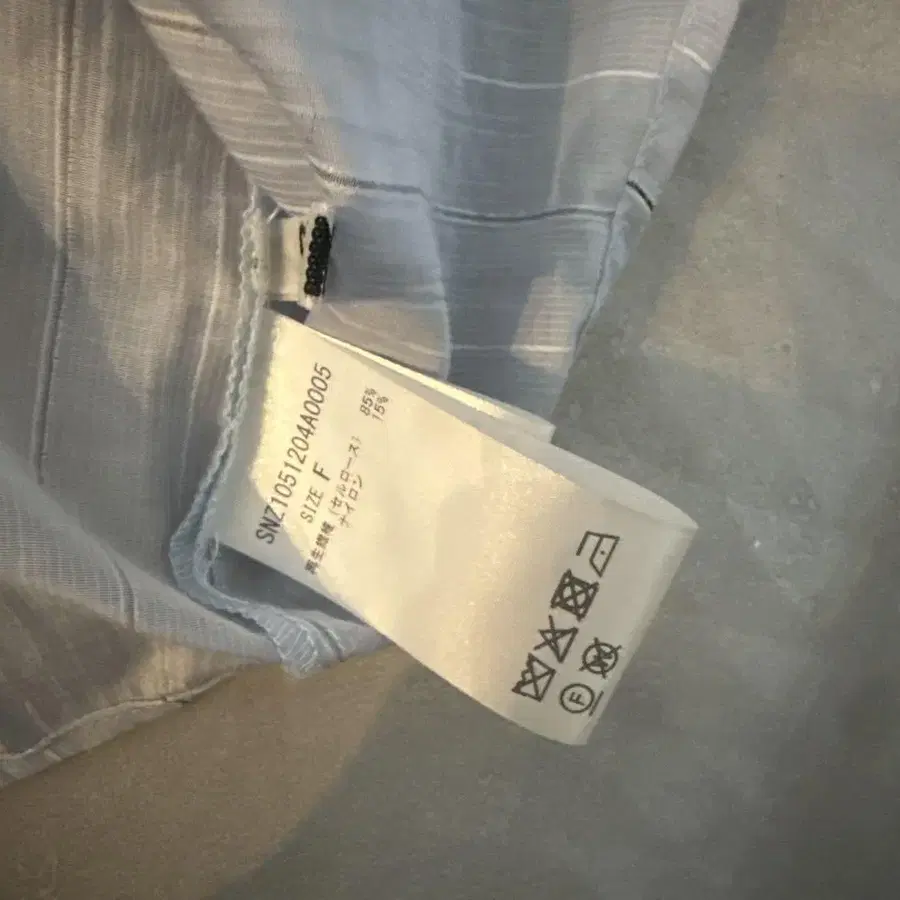 SNZ1051204A0005
SIZE F
再生繊維 (セルロース) 85%
ナイロン 15%
F
W